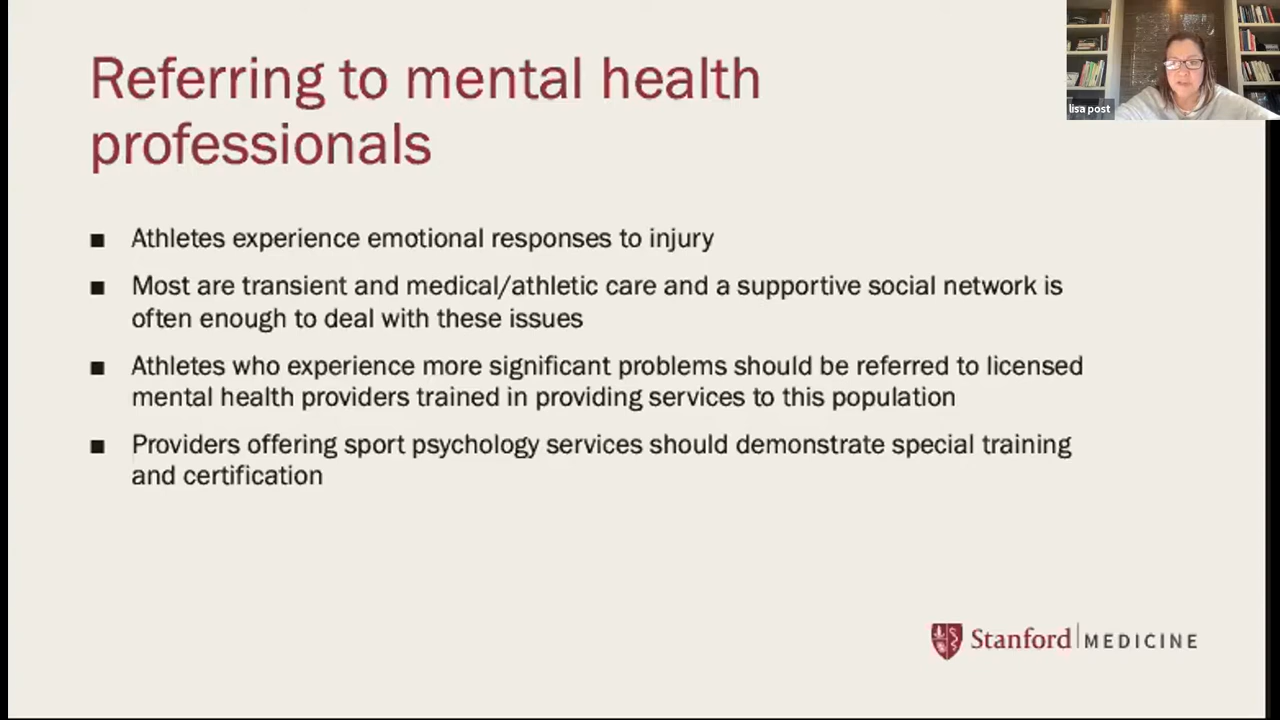 Referring to mental health
professionals
lisa post
■ Athletes experience emotional responses to injury
■ Most are transient and medical/athletic care and a supportive social network is
often enough to deal with these issues
■ Athletes who experience more significant problems should be referred to licensed
mental health providers trained in providing services to this population
■ Providers offering sport psychology services should demonstrate special training
and certification
Stanford MEDICINE